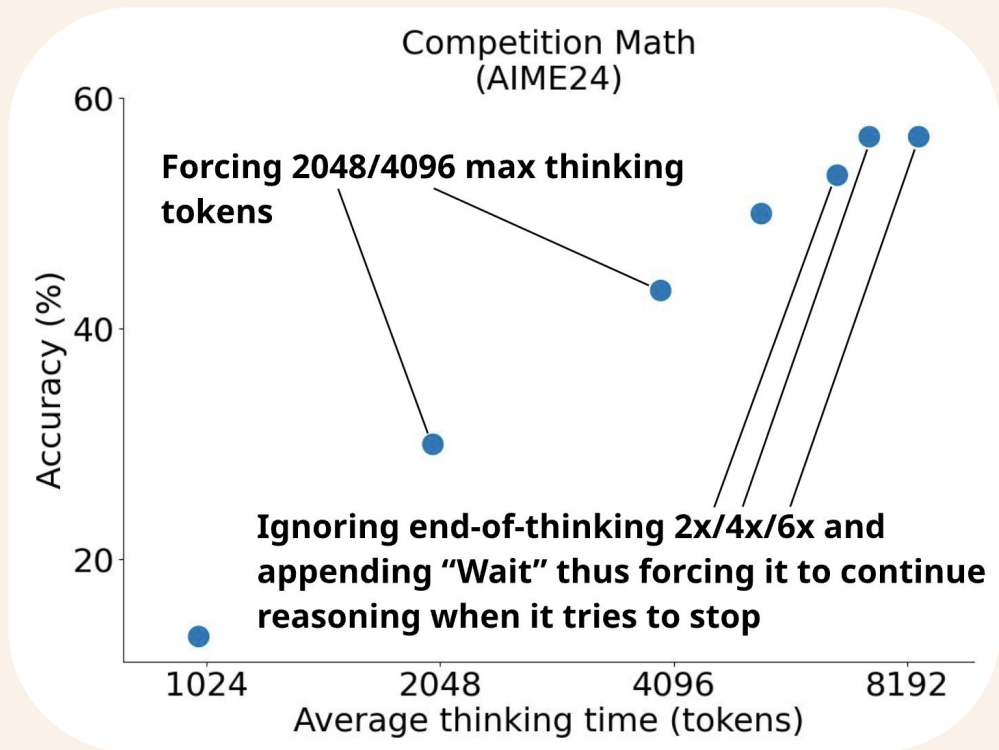 Competition Math
(AIME24)
60
Forcing 2048/4096 max thinking
tokens
40
Accuracy (%)
Ignoring end-of-thinking 2x/4x/6x and
20
appending “Wait” thus forcing it to continue
reasoning when it tries to stop
1024 2048 4096 8192
Average thinking time (tokens)